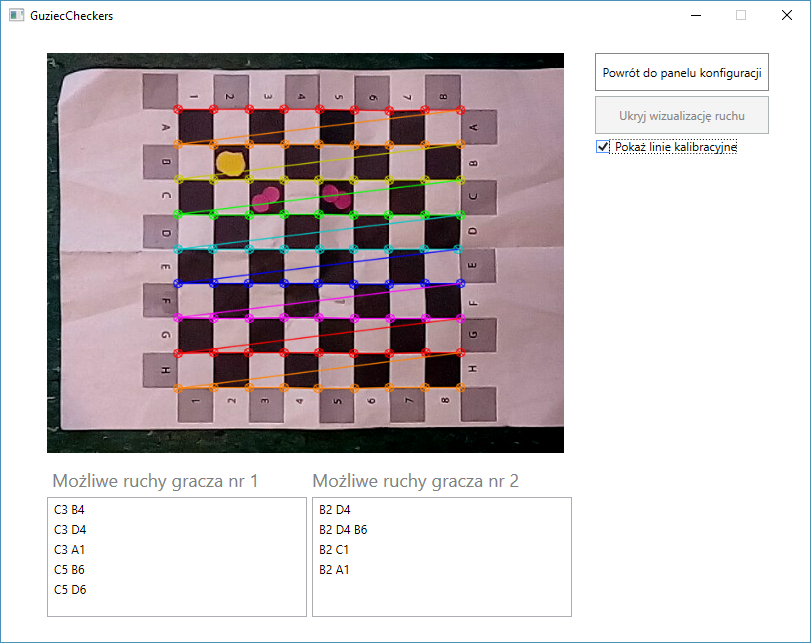 GuziecCheckers
Powrót do panelu konfiguracji
Ukryj wizualizację ruchu
Pokaż linie kalibracyjne
1 2 3 4 5 6 7 8
A A
B B
C C
D D
E E
F F
G G
H H
1 2 3 4 5 6 7 8
Możliwe ruchy gracza nr 1
Możliwe ruchy gracza nr 2
C3 B4
C3 D4
C3 A1
C5 B6
C5 D6
B2 D4
B2 D4 B6
B2 C1
B2 A1